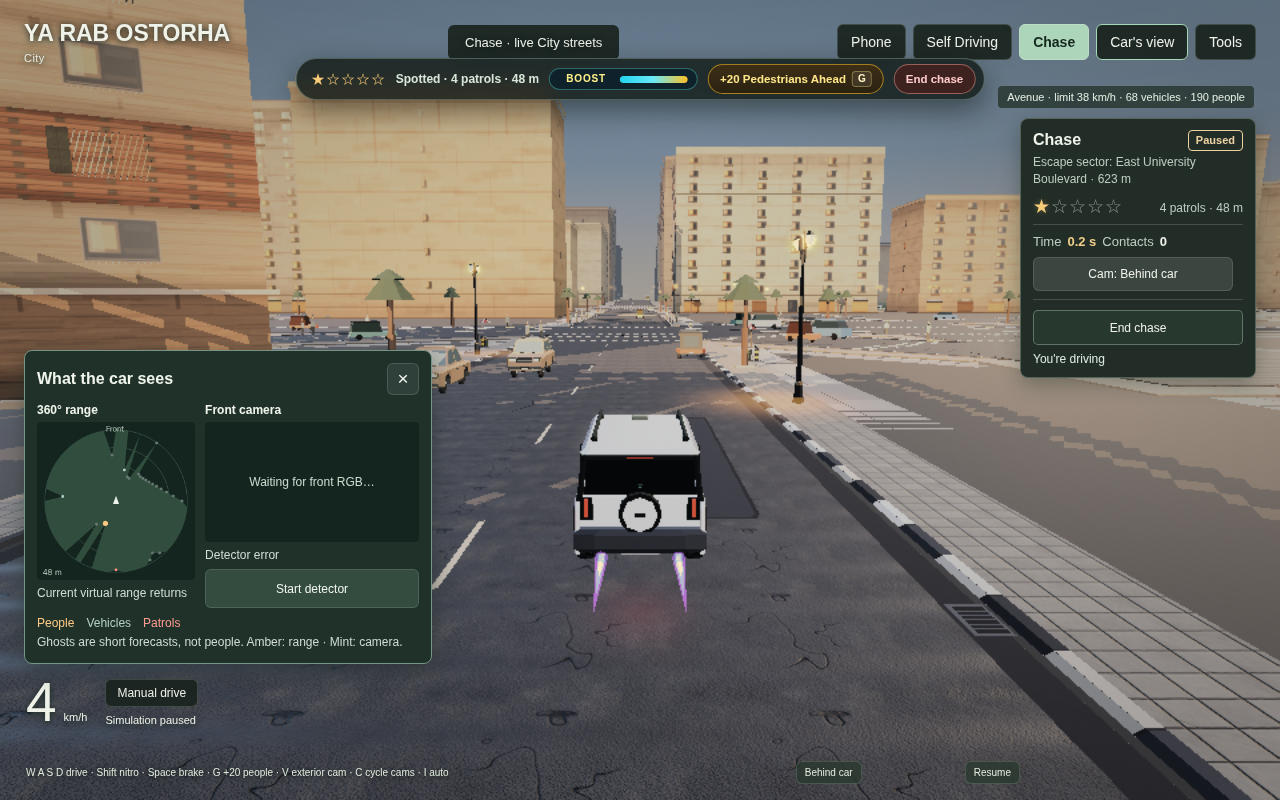 YA RAB OSTORHA
City
Chase · live City streets
Phone
Self Driving
Chase
Car's view
Tools
★☆☆☆☆ Spotted · 4 patrols · 48 m
BOOST
+20 Pedestrians Ahead G
End chase
Avenue · limit 38 km/h · 68 vehicles · 190 people
Chase
Paused
Escape sector: East University
Boulevard · 623 m
★☆☆☆☆ 4 patrols · 48 m
Time 0.2 s Contacts 0
Cam: Behind car
End chase
You're driving
What the car sees
✕
360° range
Front camera
Front
48 m
Waiting for front RGB…
Detector error
Start detector
Current virtual range returns
People Vehicles Patrols
Ghosts are short forecasts, not people. Amber: range · Mint: camera.
4 km/h
Manual drive
Simulation paused
W A S D drive · Shift nitro · Space brake · G +20 people · V exterior cam · C cycle cams · I auto
Behind car
Resume